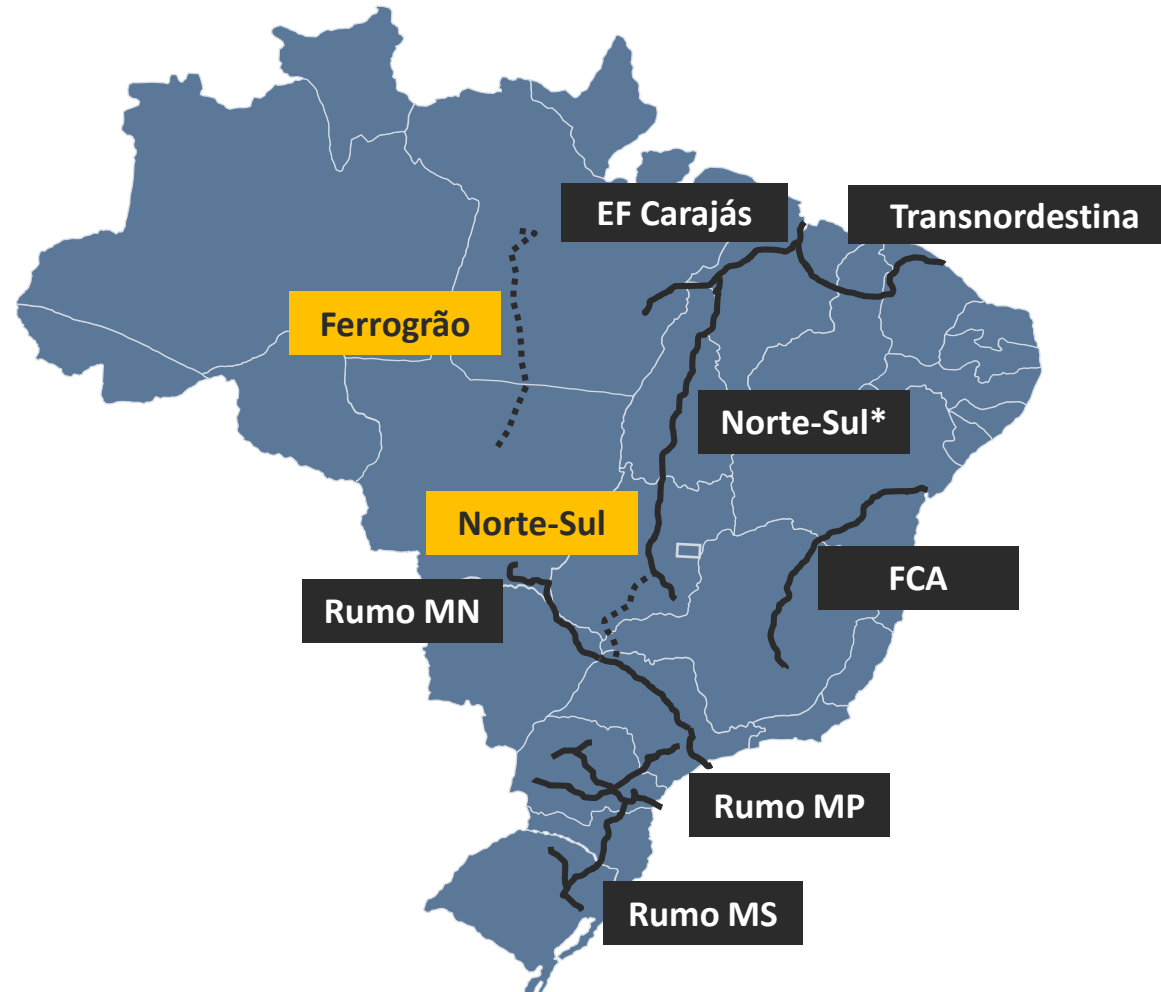 EF Carajás
Transnordestina
Ferrogrão
Norte-Sul*
Norte-Sul
FCA
Rumo MN
Rumo MP
Rumo MS